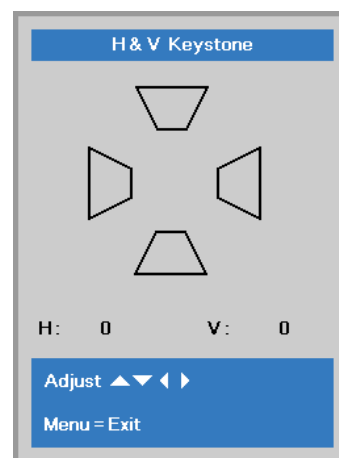 H & V Keystone
H: 0 V: 0
Adjust ▲▼◀▶
Menu = Exit